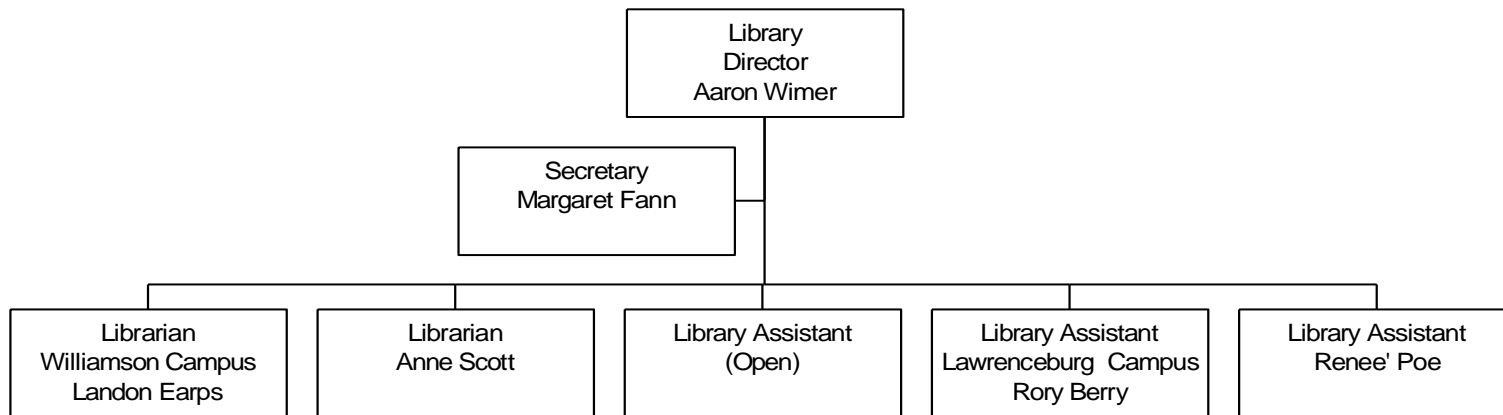 Library
Director
Aaron Wimer
Secretary
Margaret Fann
Librarian
Williamson Campus
Landon Earps
Librarian
Anne Scott
Library Assistant
(Open)
Library Assistant
Lawrenceburg Campus
Rory Berry
Library Assistant
Renee' Poe